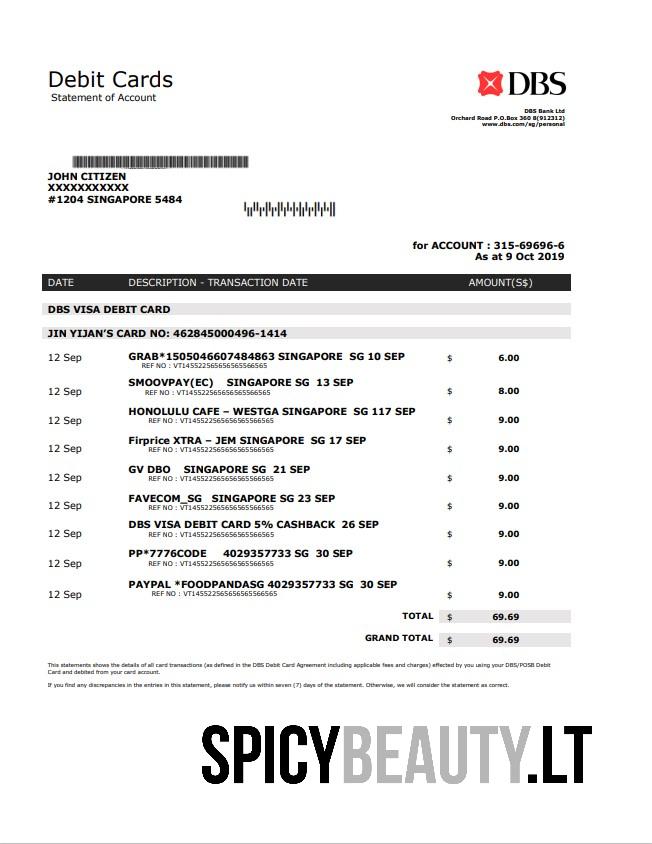 Debit Cards
Statement of Account
DBS
DBS Bank Ltd
Orchard Road P.O.Box 360 8(912312)
www.dbs.com/sg/personal
JOHN CITIZEN
XXXXXXXXXXX
#1204 SINGAPORE 5484
for ACCOUNT : 315-69696-6
As at 9 Oct 2019
DATE DESCRIPTION - TRANSACTION DATE AMOUNT(S$)
DBS VISA DEBIT CARD
JIN YIJAN’S CARD NO: 462845000496-1414
12 Sep GRAB*1505046607484863 SINGAPORE SG 10 SEP $ 6.00
REF NO : VT145522565656565566565
12 Sep SMOOVPAY(EC) SINGAPORE SG 13 SEP $ 8.00
REF NO : VT145522565656565566565
12 Sep HONOLULU CAFE – WESTGA SINGAPORE SG 117 SEP $ 9.00
REF NO : VT145522565656565566565
12 Sep Firprice XTRA – JEM SINGAPORE SG 17 SEP $ 9.00
REF NO : VT145522565656565566565
12 Sep GV DBO SINGAPORE SG 21 SEP $ 9.00
REF NO : VT145522565656565566565
12 Sep FAVECOM_SG SINGAPORE SG 23 SEP $ 9.00
REF NO : VT145522565656565566565
12 Sep DBS VISA DEBIT CARD 5% CASHBACK 26 SEP $ 9.00
REF NO : VT145522565656565566565
12 Sep PP*7776CODE 4029357733 SG 30 SEP $ 9.00
REF NO : VT145522565656565566565
12 Sep PAYPAL *FOODPANDASG 4029357733 SG 30 SEP $ 9.00
REF NO : VT145522565656565566565
TOTAL $ 69.69
GRAND TOTAL $ 69.69
This statements shows the details of all card transactions (as defined in the DBS Debit Card Agreement including applicable fees and charges) effected by you using your DBS/POSB Debit
Card and debited from your card account.
If you find any discrepancies in the entries in this statement, please notify us within seven (7) days of the statement. Otherwise, we will consider the statement as correct.
SPICYBEAUTY.LT